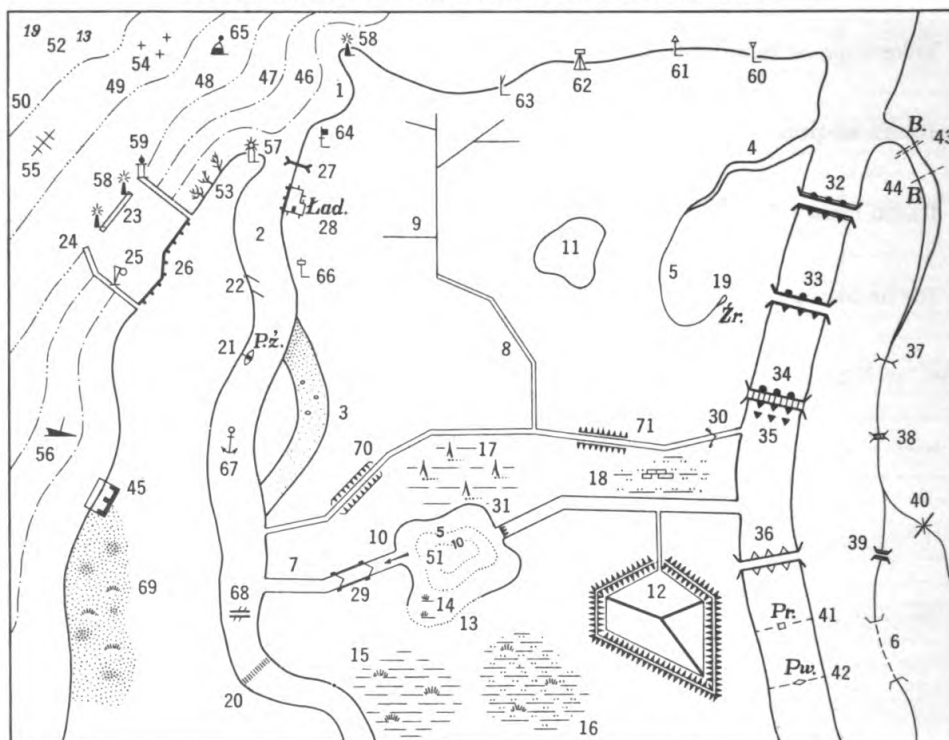 19 52 13 54 65 58
50 49 48 47 46 1 63 62 61 60
55 59 57 64 4 B. 43
58 53 27 32 44 B.
23 Ład. 28 9 11 5 19
24 25 26 2 Źr. 33
22 66
21 P.ż. 8 37
3 34
71 30 35 38
56 67 70 17 18
45 31 40
5 36 39
10 10
7 51 12
69 68 29 14 Pr. 41
13 6
15 Pw. 42
20 16